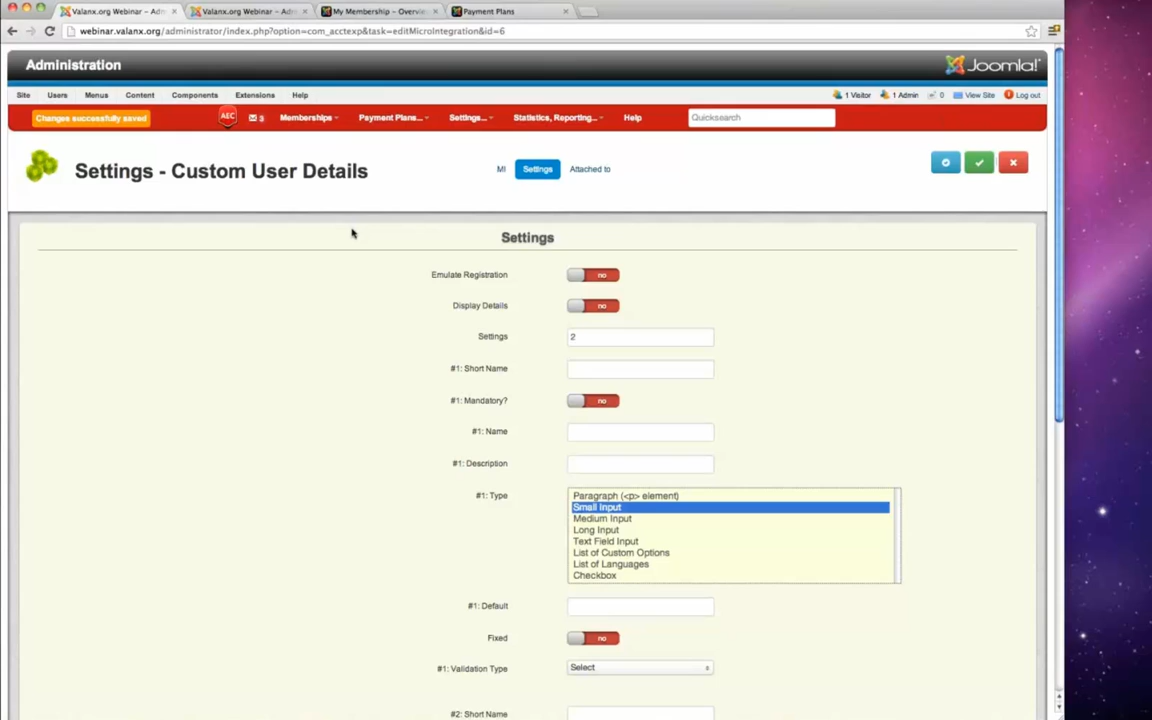 Valanx.org Webinar – Adm
Valanx.org Webinar – Adm
My Membership – Overview
Payment Plans
webinar.valanx.org/administrator/index.php?option=com_acctexp&task=editMicroIntegration&id=6
Administration
Joomla!
Site Users Menus Content Components Extensions Help
1 Visitor 1 Admin 0 View Site Log out
Changes successfully saved
AEC 3 Memberships Payment Plans... Settings... Statistics, Reporting... Help Quicksearch
Settings - Custom User Details
MI Settings Attached to
Settings
Emulate Registration no
Display Details no
Settings 2
#1: Short Name
#1: Mandatory? no
#1: Name
#1: Description
#1: Type
Paragraph (<p> element)
Small Input
Medium Input
Long Input
Text Field Input
List of Custom Options
List of Languages
Checkbox
#1: Default
Fixed no
#1: Validation Type Select
#2: Short Name